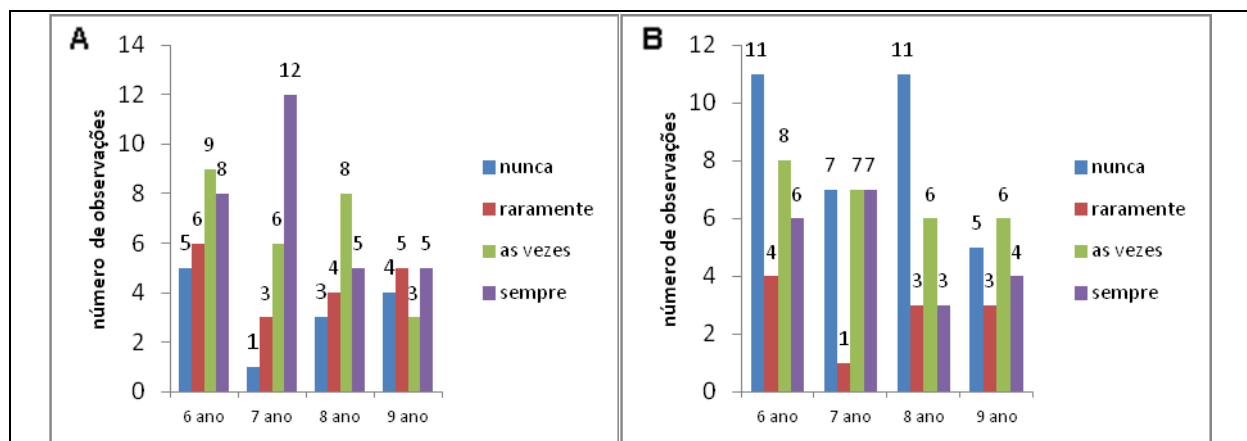 A
número de observações
14
12
10
8
6
4
2
0
5 6 9 8
1 3 6 12
3 4 8 5
4 5 3 5
6 ano 7 ano 8 ano 9 ano
nunca
raramente
as vezes
sempre
B
número de observações
12
10
8
6
4
2
0
11 4 8 6
7 1 7 7
11 3 6 3
5 3 6 4
6 ano 7 ano 8 ano 9 ano
nunca
raramente
as vezes
sempre